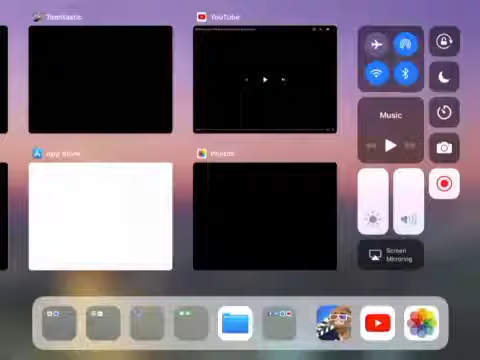 Toontastic
YouTube
App Store
Photos
Music
Screen
Mirroring